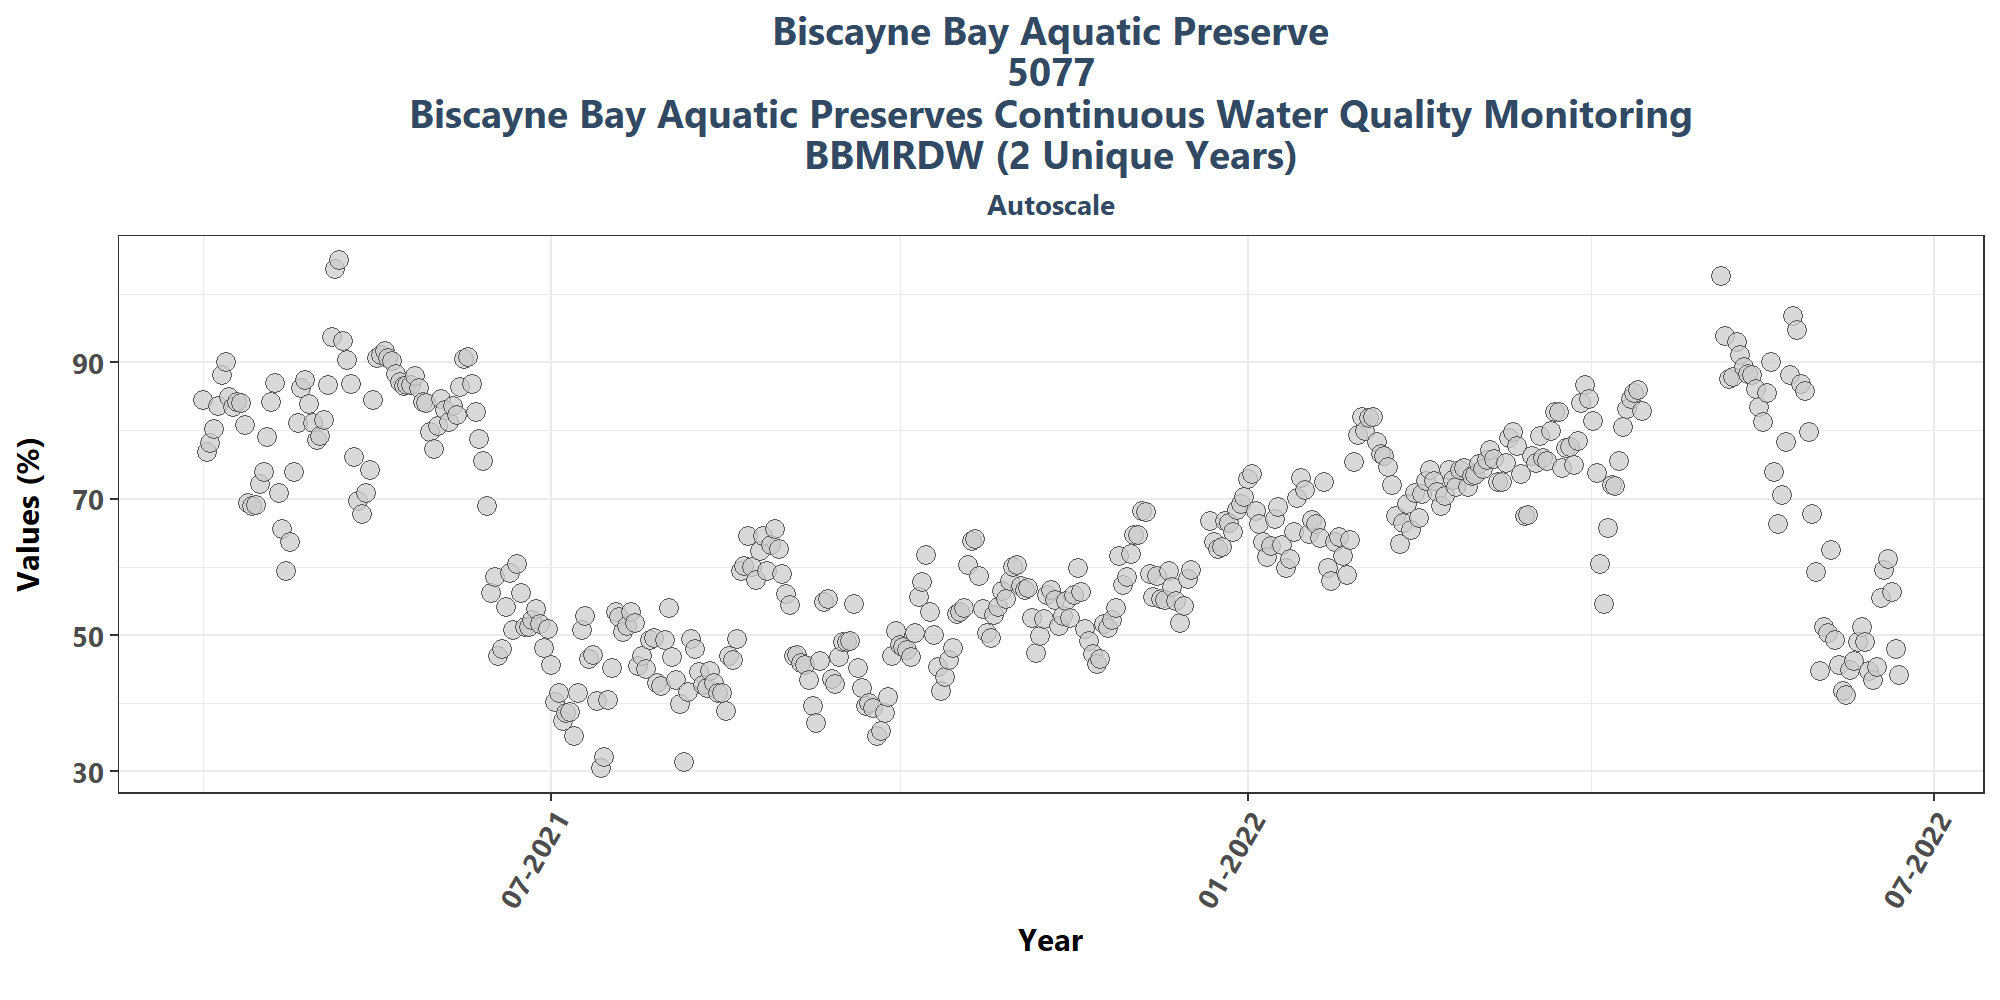 Biscayne Bay Aquatic Preserve
5077
Biscayne Bay Aquatic Preserves Continuous Water Quality Monitoring
BBMRDW (2 Unique Years)
Autoscale
Values (%)
90
70
50
30
07-2021
01-2022
07-2022
Year